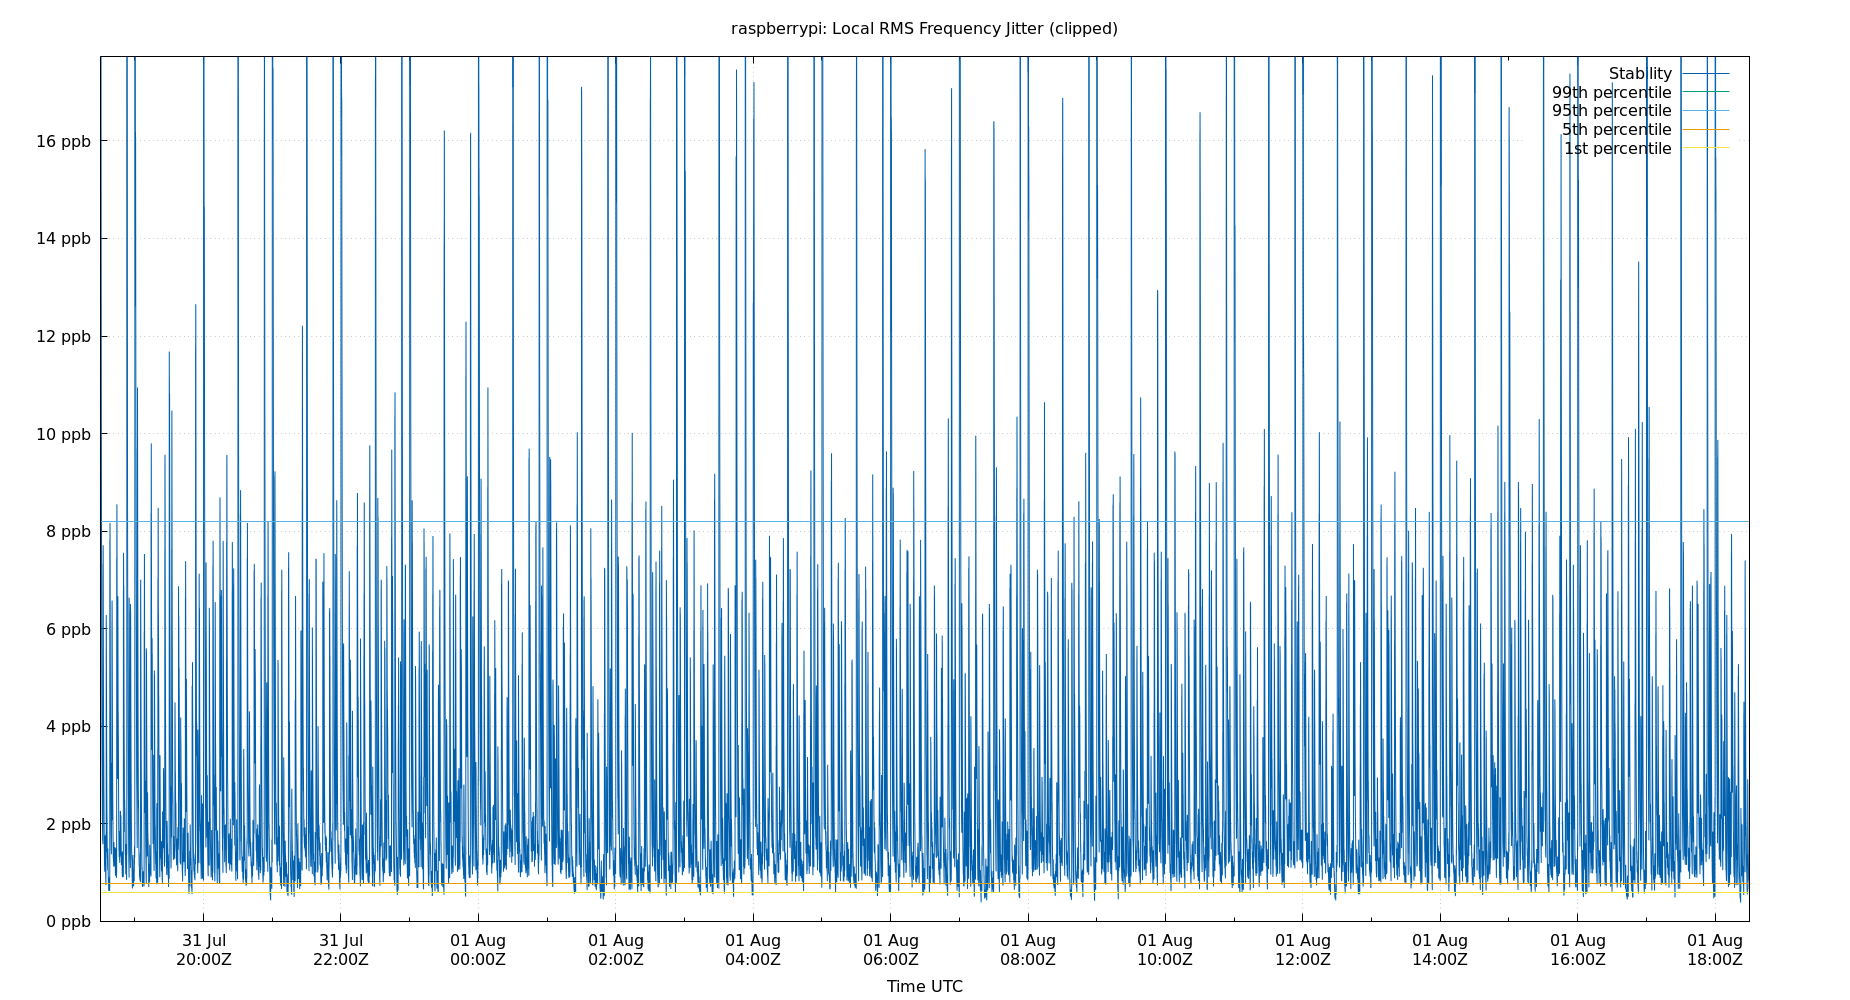 raspberrypi: Local RMS Frequency Jitter (clipped)
Stability
99th percentile
95th percentile
5th percentile
1st percentile
16 ppb
14 ppb
12 ppb
10 ppb
8 ppb
6 ppb
4 ppb
2 ppb
0 ppb
31 Jul 31 Jul 01 Aug 01 Aug 01 Aug 01 Aug 01 Aug 01 Aug 01 Aug 01 Aug 01 Aug 01 Aug
20:00Z 22:00Z 00:00Z 02:00Z 04:00Z 06:00Z 08:00Z 10:00Z 12:00Z 14:00Z 16:00Z 18:00Z
Time UTC